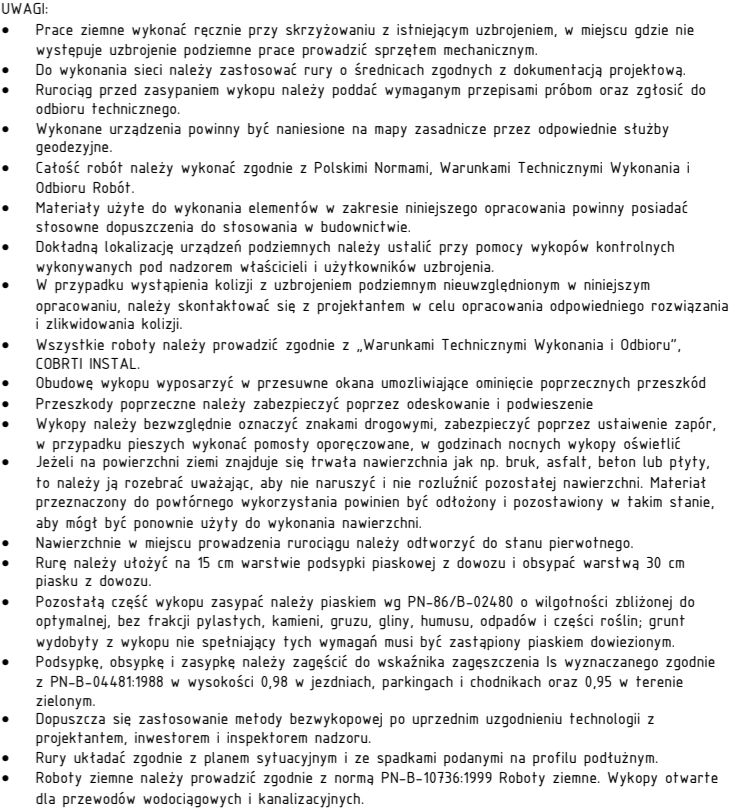 UWAGI:
● Prace ziemne wykonać ręcznie przy skrzyżowaniu z istniejącym uzbrojeniem, w miejscu gdzie nie
występuje uzbrojenie podziemne prace prowadzić sprzętem mechanicznym.
● Do wykonania sieci należy zastosować rury o średnicach zgodnych z dokumentacją projektową.
● Rurociąg przed zasypaniem wykopu należy poddać wymaganym przepisami próbom oraz zgłosić do
odbioru technicznego.
● Wykonane urządzenia powinny być naniesione na mapy zasadnicze przez odpowiednie służby
geodezyjne.
● Całość robót należy wykonać zgodnie z Polskimi Normami, Warunkami Technicznymi Wykonania i
Odbioru Robót.
● Materiały użyte do wykonania elementów w zakresie niniejszego opracowania powinny posiadać
stosowne dopuszczenia do stosowania w budownictwie.
● Dokładną lokalizację urządzeń podziemnych należy ustalić przy pomocy wykopów kontrolnych
wykonywanych pod nadzorem właścicieli i użytkowników uzbrojenia.
● W przypadku wystąpienia kolizji z uzbrojeniem podziemnym nieuwzględnionym w niniejszym
opracowaniu, należy skontaktować się z projektantem w celu opracowania odpowiedniego rozwiązania
i zlikwidowania kolizji.
● Wszystkie roboty należy prowadzić zgodnie z „Warunkami Technicznymi Wykonania i Odbioru”,
COBRTI INSTAL.
● Obudowę wykopu wyposarzyć w przesuwne okana umozliwiające ominięcie poprzecznych przeszkód
● Przeszkody poprzeczne należy zabezpieczyć poprzez odeskowanie i podwieszenie
● Wykopy należy bezwzględnie oznaczyć znakami drogowymi, zabezpieczyć poprzez ustaiwenie zapór,
w przypadku pieszych wykonać pomosty oporęczowane, w godzinach nocnych wykopy oświetlić
● Jeżeli na powierzchni ziemi znajduje się trwała nawierzchnia jak np. bruk, asfalt, beton lub płyty,
to należy ją rozebrać uważając, aby nie naruszyć i nie rozluźnić pozostałej nawierzchni. Materiał
przeznaczony do powtórnego wykorzystania powinien być odłożony i pozostawiony w takim stanie,
aby mógł być ponownie użyty do wykonania nawierzchni.
● Nawierzchnie w miejscu prowadzenia rurociągu należy odtworzyć do stanu pierwotnego.
● Rurę należy ułożyć na 15 cm warstwie podsypki piaskowej z dowozu i obsypać warstwą 30 cm
piasku z dowozu.
● Pozostałą część wykopu zasypać należy piaskiem wg PN-86/B-02480 o wilgotności zbliżonej do
optymalnej, bez frakcji pylastych, kamieni, gruzu, gliny, humusu, odpadów i części roślin; grunt
wydobyty z wykopu nie spełniający tych wymagań musi być zastąpiony piaskiem dowiezionym.
● Podsypkę, obsypkę i zasypkę należy zagęścić do wskaźnika zagęszczenia Is wyznaczanego zgodnie
z PN-B-04481:1988 w wysokości 0,98 w jezdniach, parkingach i chodnikach oraz 0,95 w terenie
zielonym.
● Dopuszcza się zastosowanie metody bezwykopowej po uprzednim uzgodnieniu technologii z
projektantem, inwestorem i inspektorem nadzoru.
● Rury układać zgodnie z planem sytuacyjnym i ze spadkami podanymi na profilu podłużnym.
● Roboty ziemne należy prowadzić zgodnie z normą PN-B-10736:1999 Roboty ziemne. Wykopy otwarte
dla przewodów wodociągowych i kanalizacyjnych.